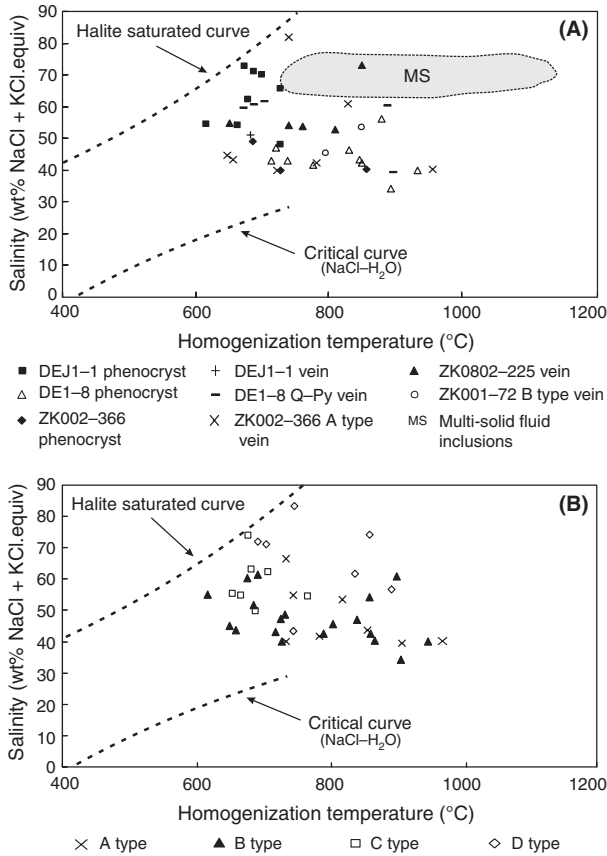 (A)
90
80
70
60
50
40
30
20
10
0
Salinity (wt% NaCl + KCl.equiv)
Halite saturated curve
MS
Critical curve
(NaCl–H2O)
400 600 800 1000 1200
Homogenization temperature (°C)
DEJ1–1 phenocryst
DEJ1–1 vein
ZK0802–225 vein
DE1–8 phenocryst
DE1–8 Q–Py vein
ZK001–72 B type vein
ZK002–366
phenocryst
ZK002–366 A type
vein
MS Multi-solid fluid
inclusions
(B)
90
80
70
60
50
40
30
20
10
0
Salinity (wt% NaCl + KCl.equiv)
Halite saturated curve
Critical curve
(NaCl–H2O)
400 600 800 1000 1200
Homogenization temperature (°C)
A type B type C type D type